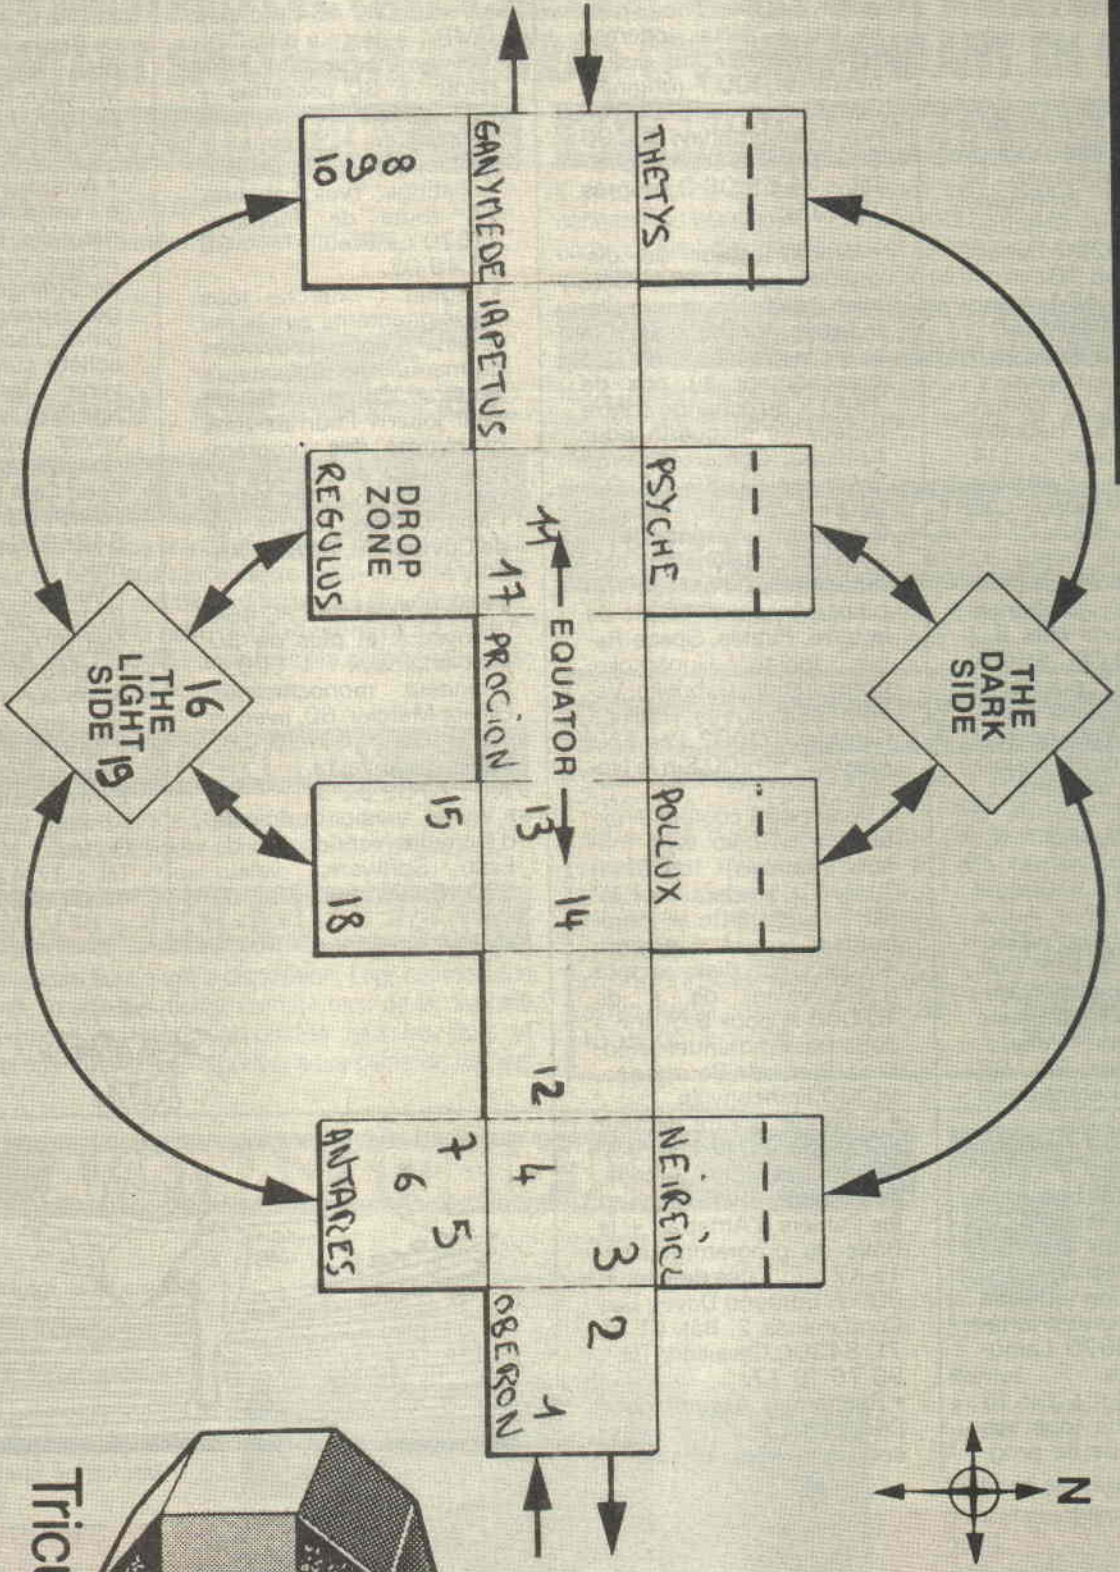 N
THE
DARK
SIDE
THETYS
PSYCHE
POLLUX
3
2
EQUATOR
14
11
13
12
4
1
GANYMEDE
IAPETUS
17
PROCION
OBERON
15
7
5
8
9
10
DROP
ZONE
REGULUS
18
6
ANTARES
16
THE
LIGHT
SIDE
19
Tric